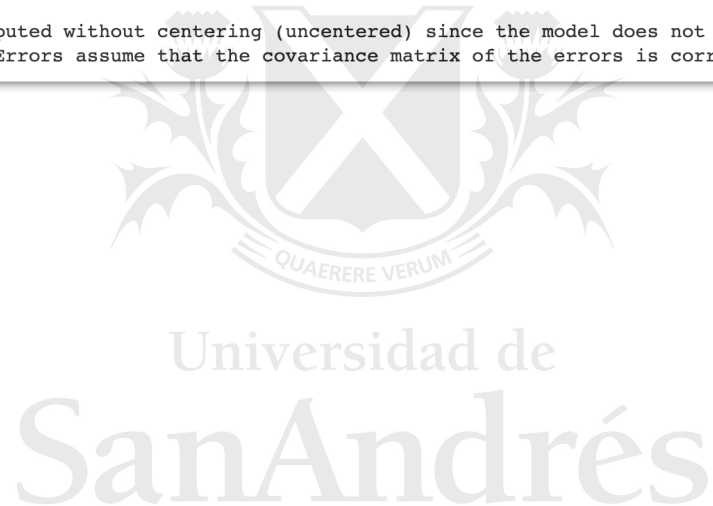 puted without centering (uncentered) since the model does not
Errors assume that the covariance matrix of the errors is corr
QUAERERE VERUM
Universidad de
SanAndrés